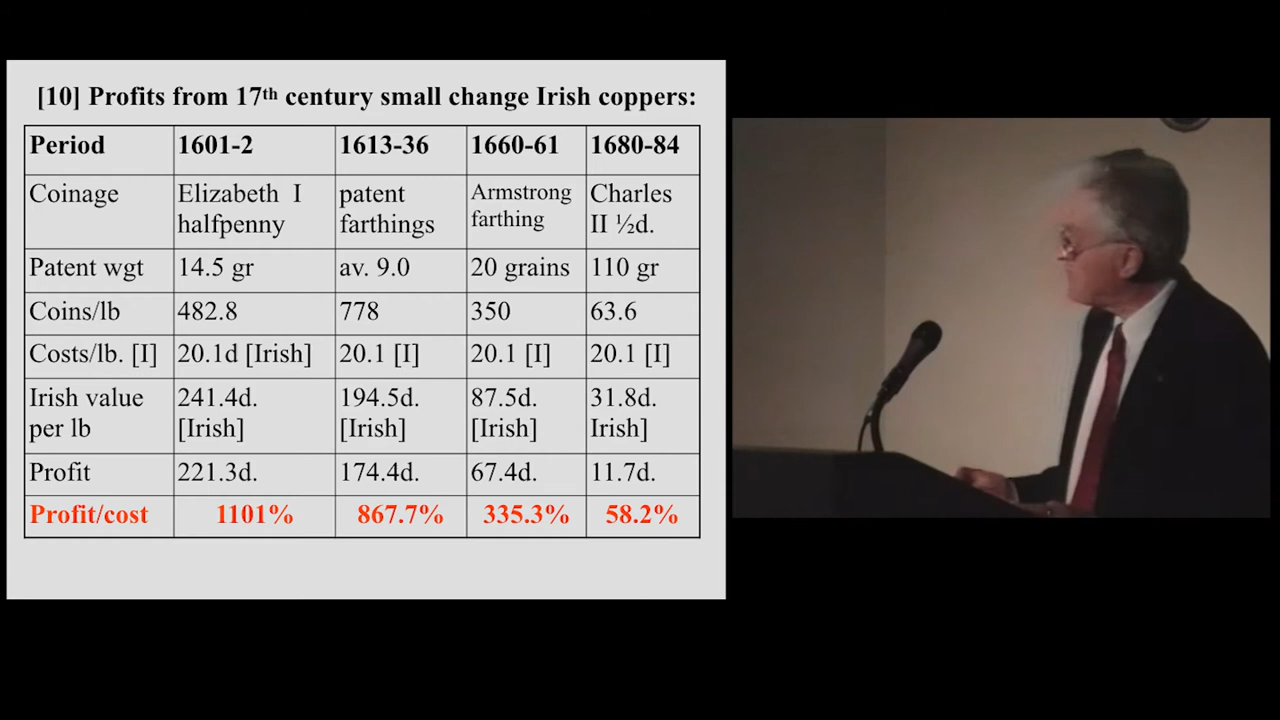 [10] Profits from 17th century small change Irish coppers:
Period 1601-2 1613-36 1660-61 1680-84
Coinage Elizabeth I halfpenny patent farthings Armstrong farthing Charles II ½d.
Patent wgt 14.5 gr av. 9.0 20 grains 110 gr
Coins/lb 482.8 778 350 63.6
Costs/lb. [I] 20.1d [Irish] 20.1 [I] 20.1 [I] 20.1 [I]
Irish value per lb 241.4d. [Irish] 194.5d. [Irish] 87.5d. [Irish] 31.8d. Irish]
Profit 221.3d. 174.4d. 67.4d. 11.7d.
Profit/cost 1101% 867.7% 335.3% 58.2%